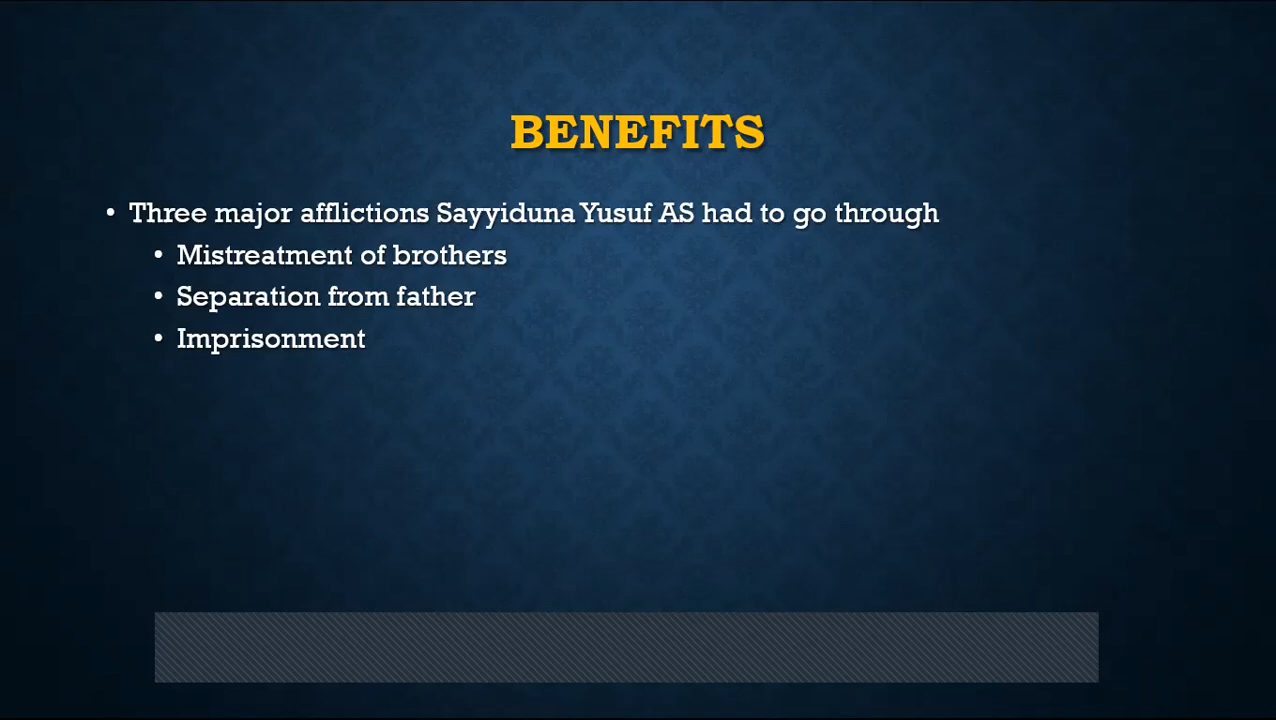 BENEFITS
• Three major afflictions Sayyiduna Yusuf AS had to go through
• Mistreatment of brothers
• Separation from father
• Imprisonment